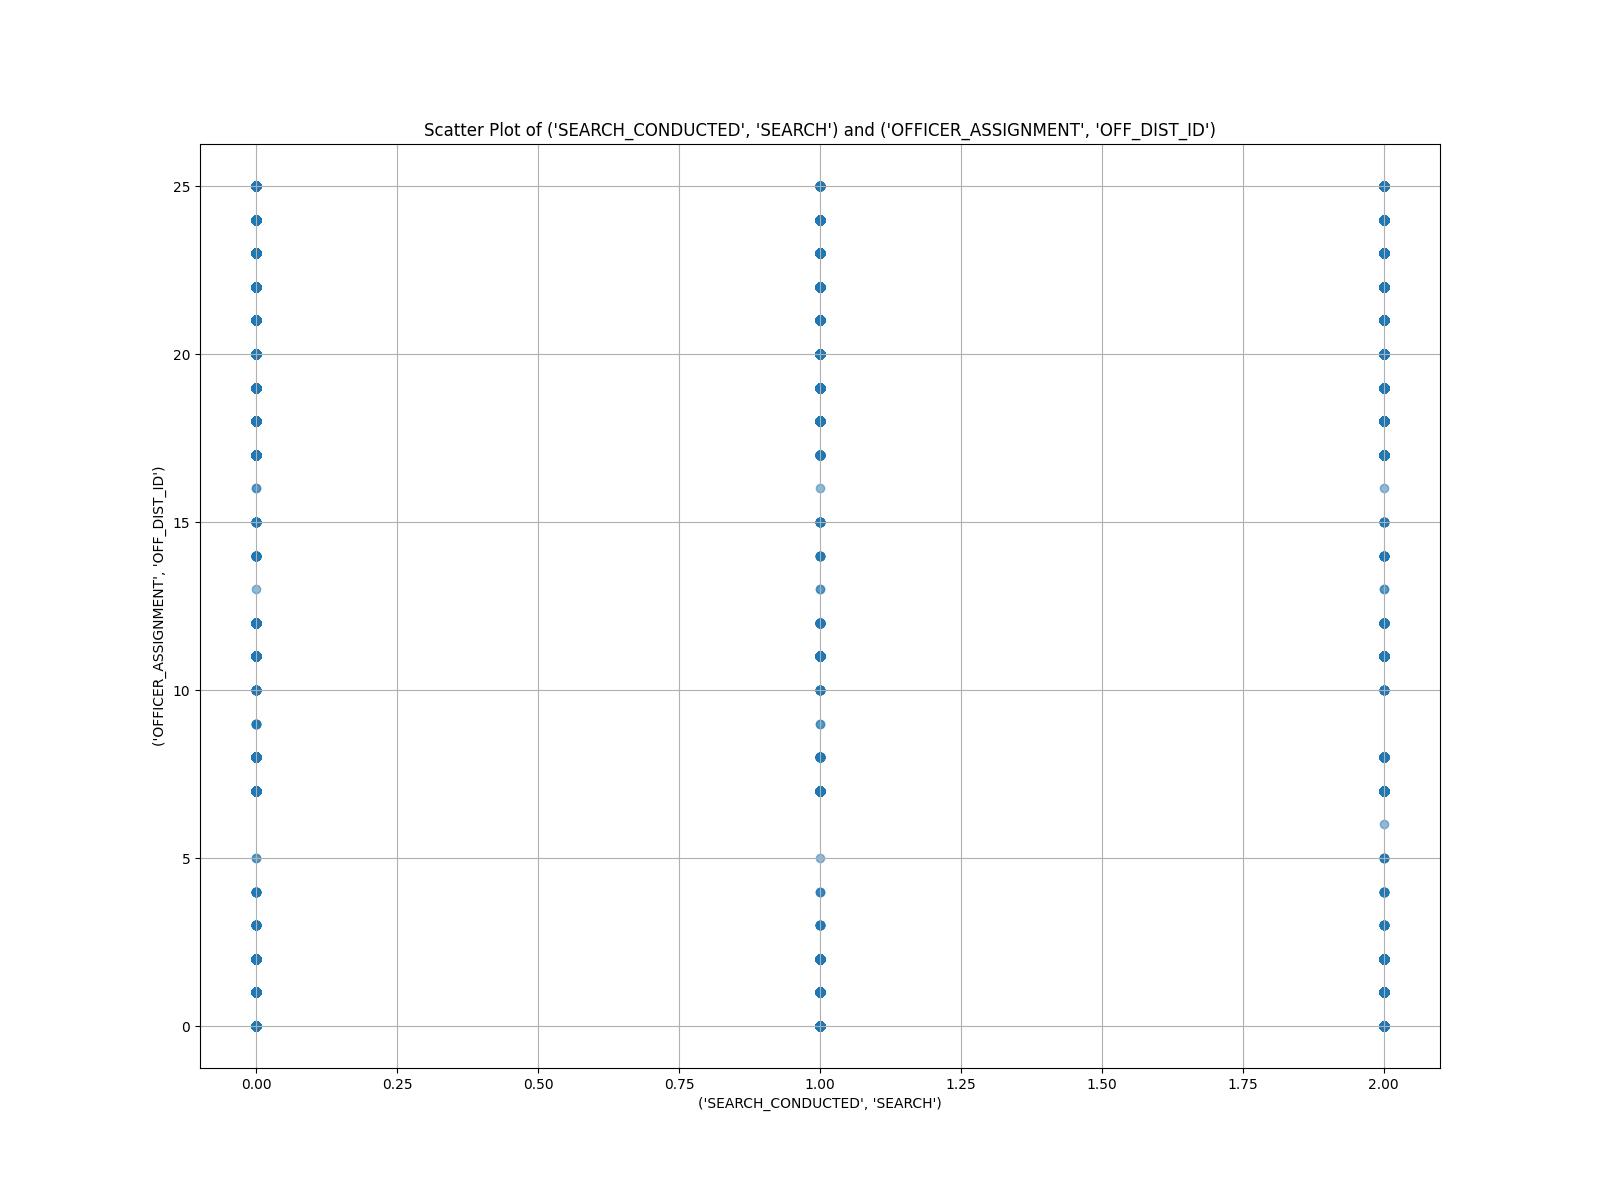 Scatter Plot of ('SEARCH_CONDUCTED', 'SEARCH') and ('OFFICER_ASSIGNMENT', 'OFF_DIST_ID')
('OFFICER_ASSIGNMENT', 'OFF_DIST_ID')
25
20
15
10
5
0
0.00 0.25 0.50 0.75 1.00 1.25 1.50 1.75 2.00
('SEARCH_CONDUCTED', 'SEARCH')